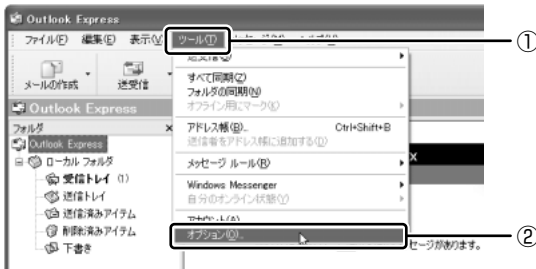 Outlook Express
ファイル(F) 編集(E) 表示(V) ツール(T)
①
メールの作成 送受信
すべて同期(Z)
フォルダの同期(N)
オフライン用にマーク(K)
Outlook Express
フォルダ ×
アドレス帳(B)... Ctrl+Shift+B
送信者をアドレス帳に追加する(D)
Outlook Express
ローカル フォルダ
メッセージ ルール(R)
受信トレイ (1)
Windows Messenger
送信トレイ
自分のオンライン状態(Y)
送信済みアイテム
アカウント(A)
削除済みアイテム
オプション(O)...
②
下書き
セージがあります。